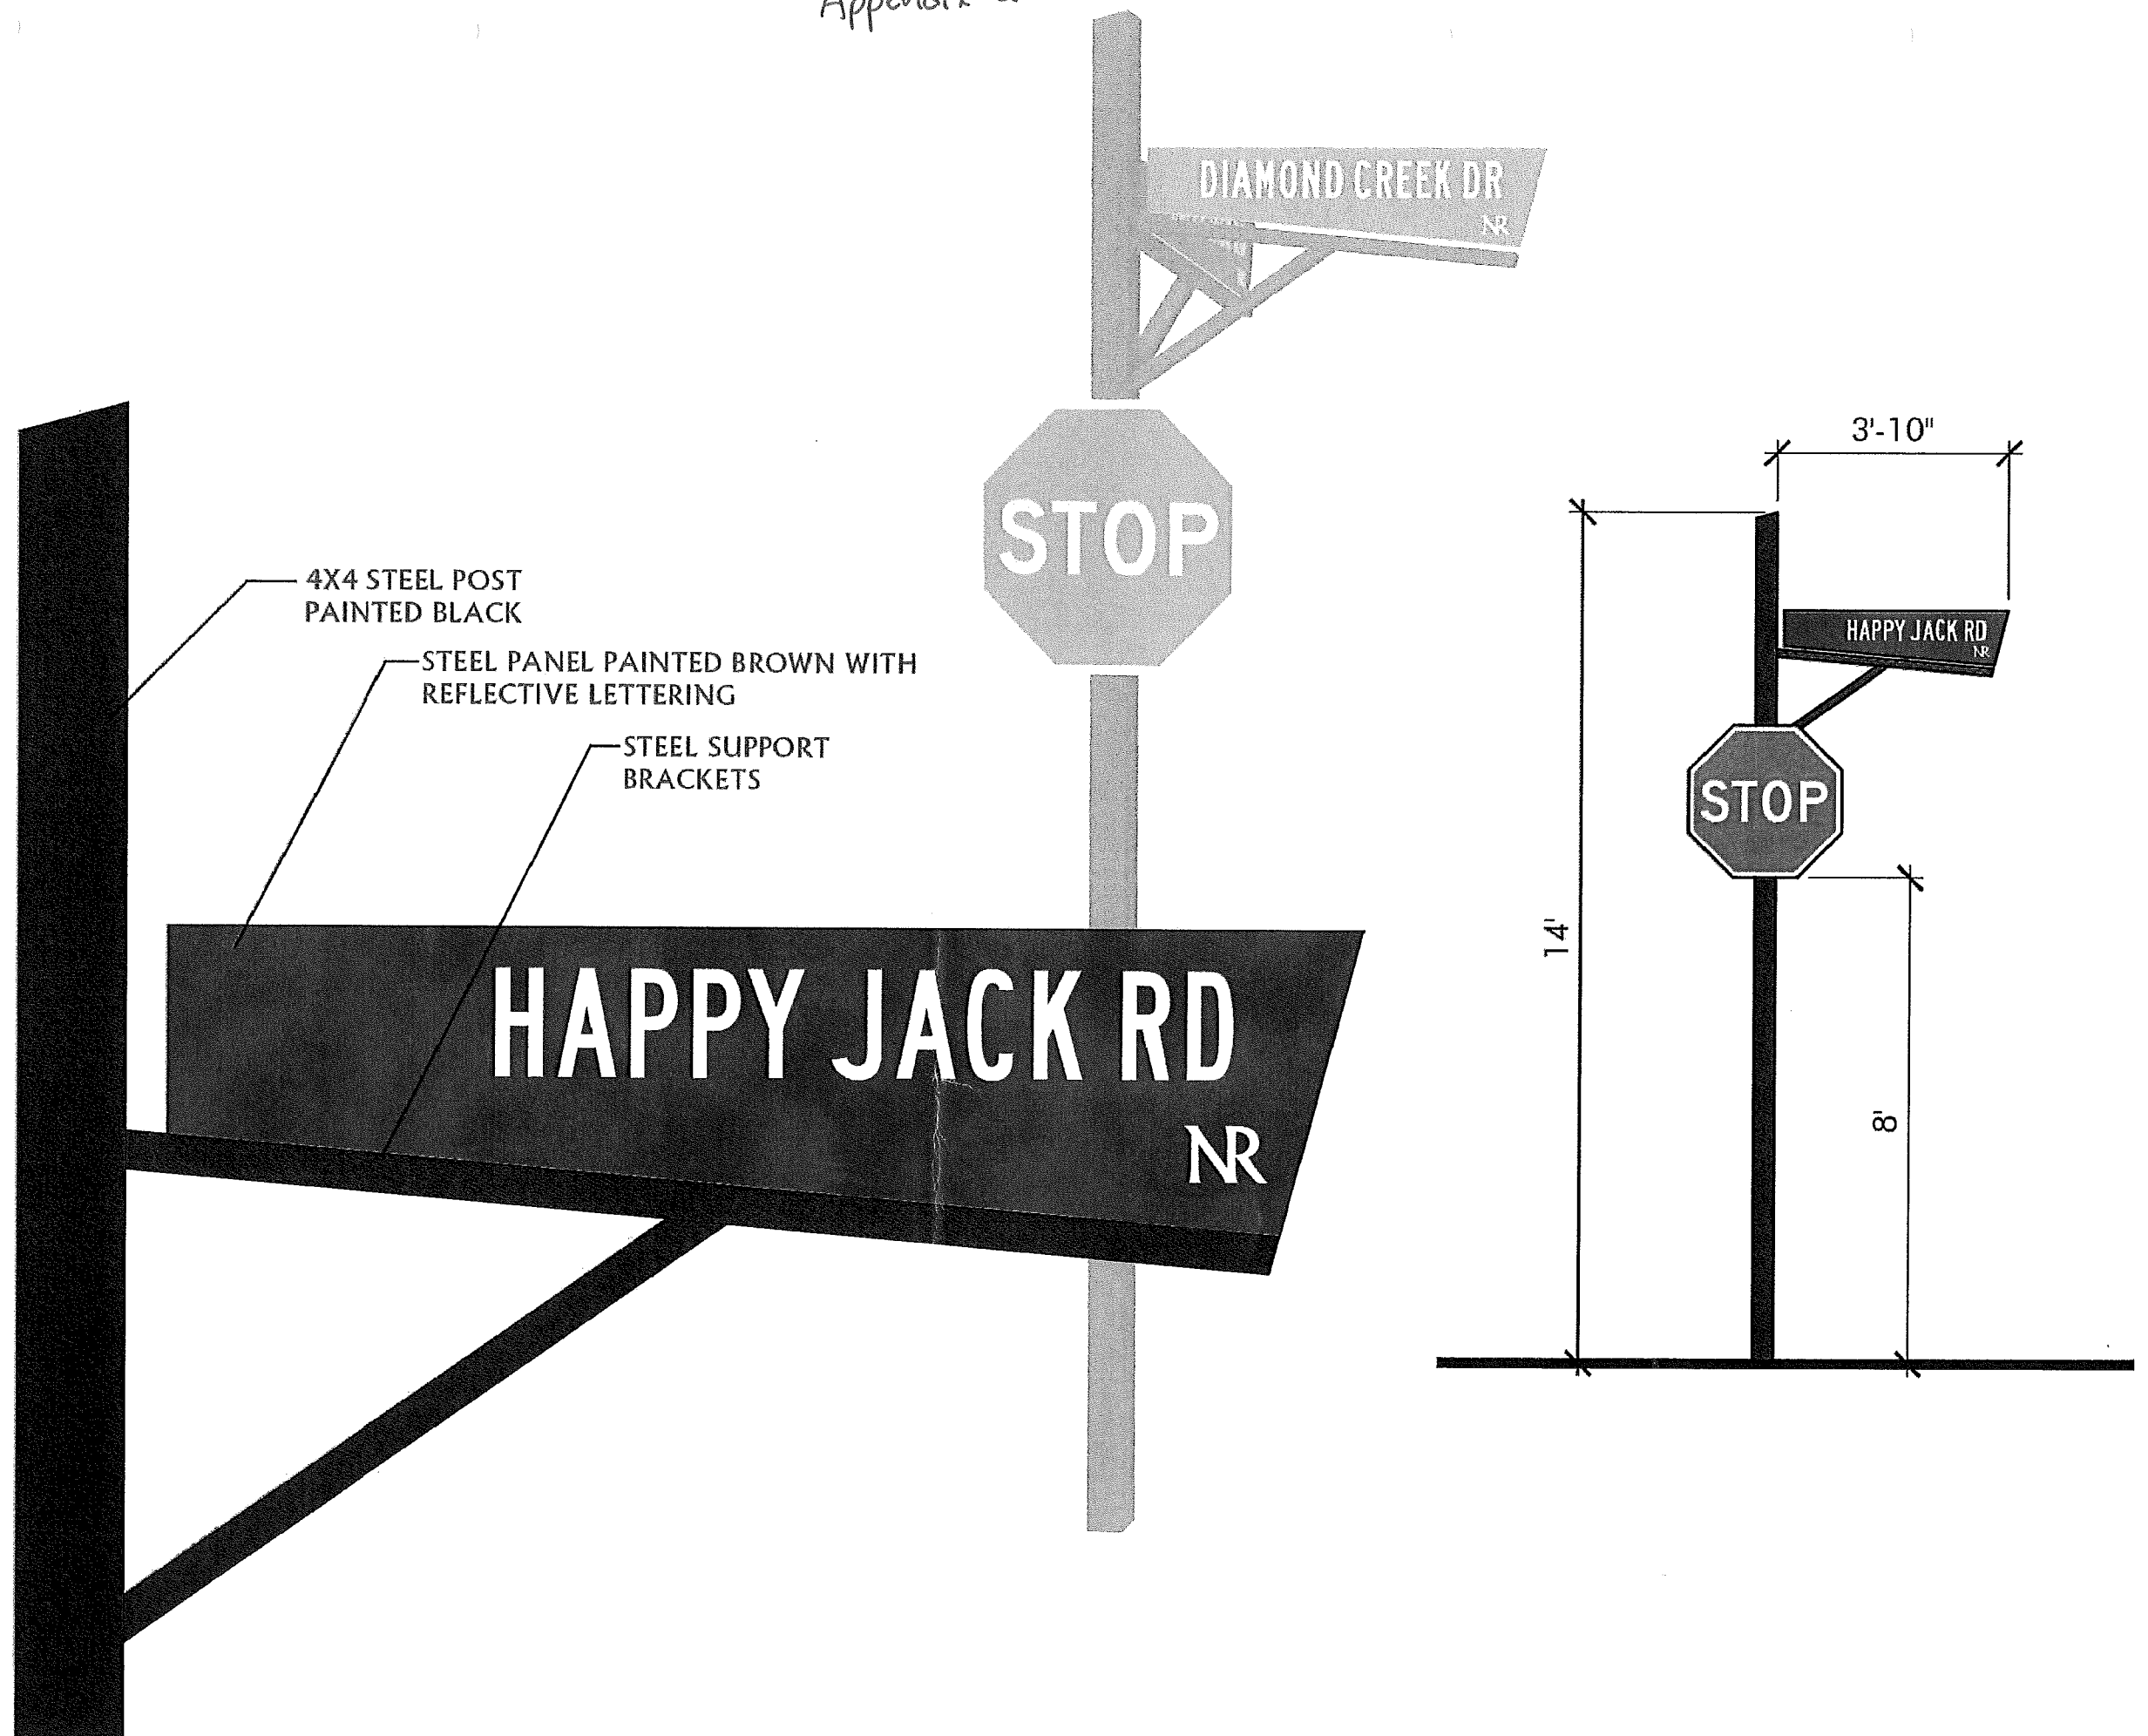 Appendix
DIAMOND CREEK DR
NR
STOP
3'-10"
4X4 STEEL POST
PAINTED BLACK
STEEL PANEL PAINTED BROWN WITH
REFLECTIVE LETTERING
STEEL SUPPORT
BRACKETS
HAPPY JACK RD
NR
HAPPY JACK RD
NR
STOP
14'
8'